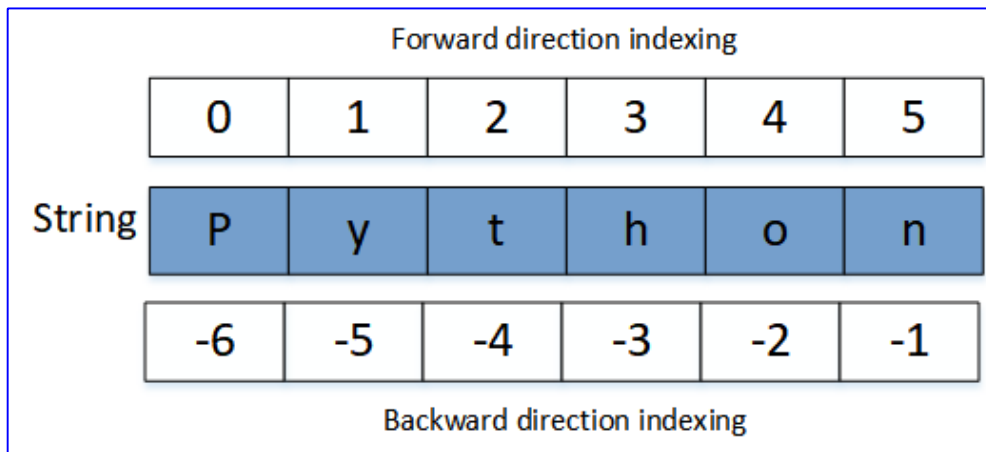 Forward direction indexing
0 1 2 3 4 5
String P y t h o n
-6 -5 -4 -3 -2 -1
Backward direction indexing